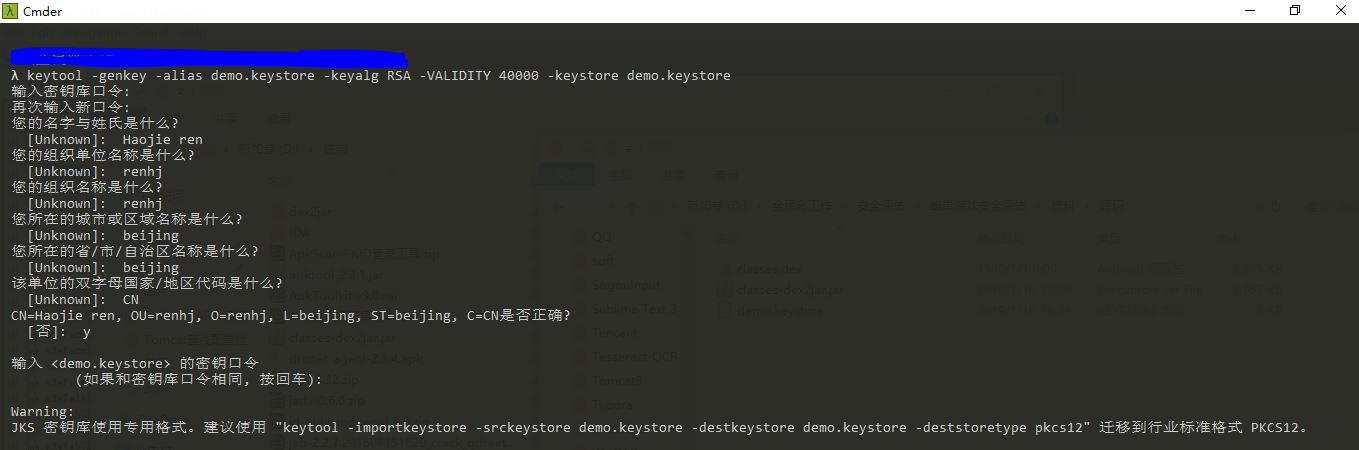 Cmder
λ keytool -genkey -alias demo.keystore -keyalg RSA -VALIDITY 40000 -keystore demo.keystore
输入密钥库口令:
再次输入新口令:
您的名字与姓氏是什么?
[Unknown]:  Haojie ren
您的组织单位名称是什么?
[Unknown]:  renhj
您的组织名称是什么?
[Unknown]:  renhj
您所在的城市或区域名称是什么?
[Unknown]:  beijing
您所在的省/市/自治区名称是什么?
[Unknown]:  beijing
该单位的双字母国家/地区代码是什么?
[Unknown]:  CN
CN=Haojie ren, OU=renhj, O=renhj, L=beijing, ST=beijing, C=CN是否正确?
[否]:  y
输入 <demo.keystore> 的密钥口令
(如果和密钥库口令相同, 按回车):
Warning:
JKS 密钥库使用专用格式。建议使用 "keytool -importkeystore -srckeystore demo.keystore -destkeystore demo.keystore -deststoretype pkcs12" 迁移到行业标准格式 PKCS12。